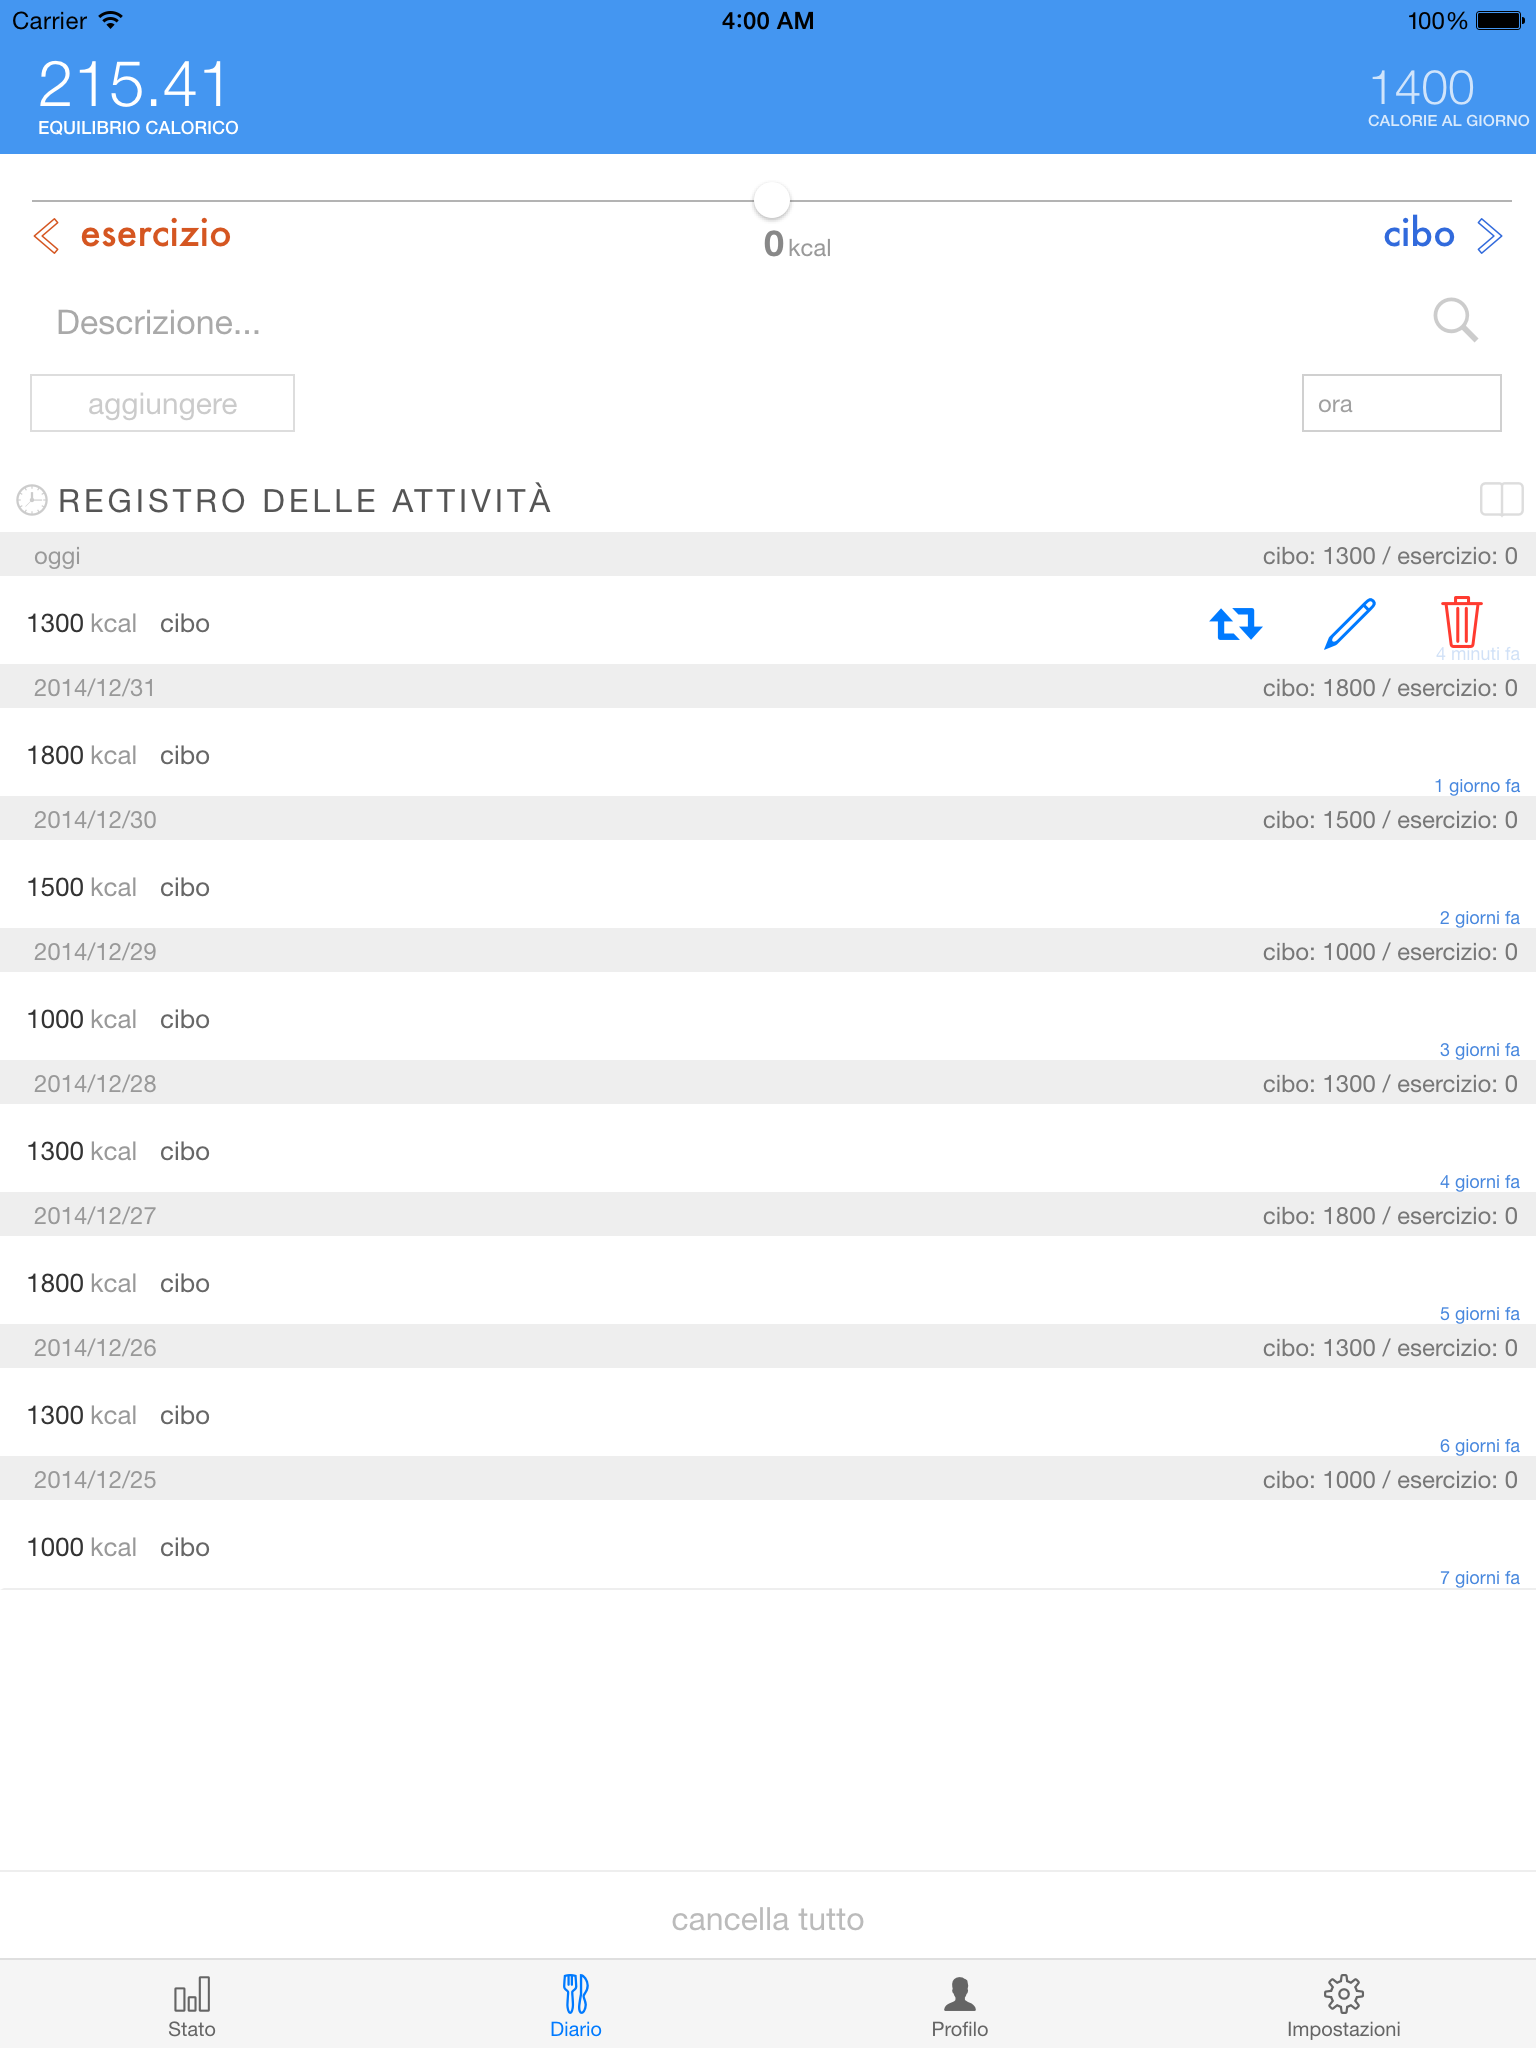 Carrier 4:00 AM 100%
215.41 1400
EQUILIBRIO CALORICO CALORIE AL GIORNO
esercizio 0 kcal cibo
Descrizione...
aggiungere ora
REGISTRO DELLE ATTIVITÀ
oggi cibo: 1300 / esercizio: 0
1300 kcal cibo
4 minuti fa
2014/12/31 cibo: 1800 / esercizio: 0
1800 kcal cibo
1 giorno fa
2014/12/30 cibo: 1500 / esercizio: 0
1500 kcal cibo
2 giorni fa
2014/12/29 cibo: 1000 / esercizio: 0
1000 kcal cibo
3 giorni fa
2014/12/28 cibo: 1300 / esercizio: 0
1300 kcal cibo
4 giorni fa
2014/12/27 cibo: 1800 / esercizio: 0
1800 kcal cibo
5 giorni fa
2014/12/26 cibo: 1300 / esercizio: 0
1300 kcal cibo
6 giorni fa
2014/12/25 cibo: 1000 / esercizio: 0
1000 kcal cibo
7 giorni fa
cancella tutto
Stato Diario Profilo Impostazioni